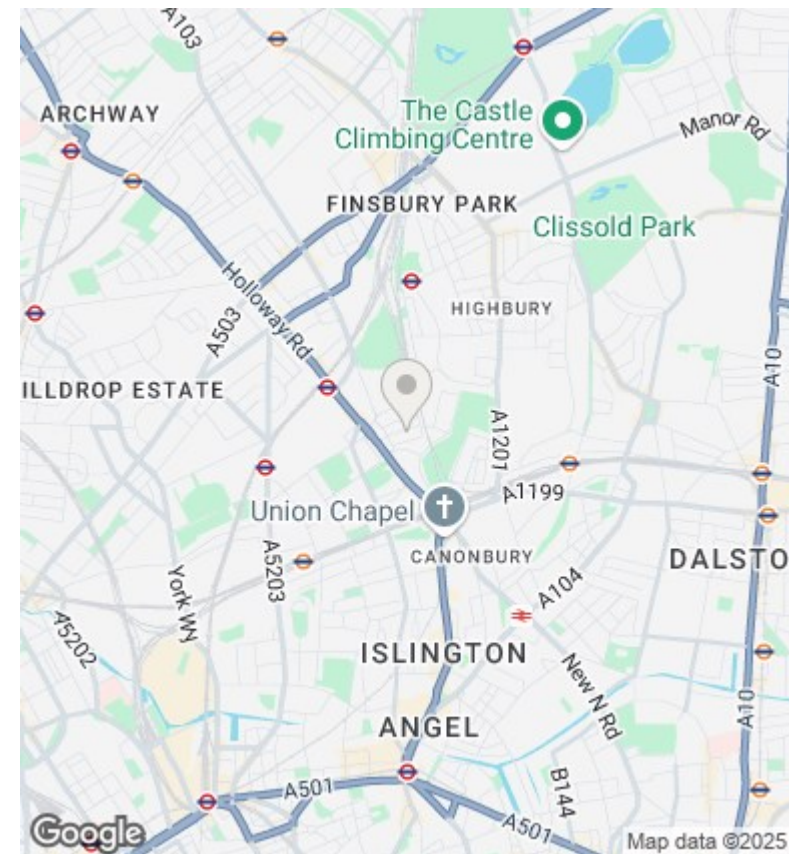 A103
ARCHWAY
The Castle
Climbing Centre
Manor Rd
FINSBURY PARK
Clissold Park
Holloway Rd
HIGHBURY
A503
A10
ILLDROP ESTATE
A1201
A1199
Union Chapel
CANONBURY
DALSTO
A5203
York Wy
A104
A5202
ISLINGTON
New N Rd
ANGEL
A10
B144
A501
A501
Google
Map data ©2025